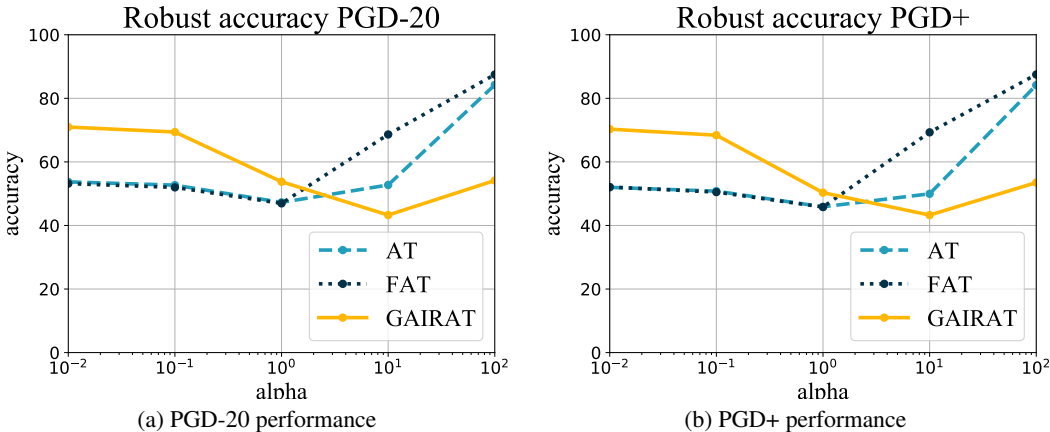 Robust accuracy PGD-20
accuracy
100
80
60
40
20
0
AT
FAT
GAIRAT
10⁻² 10⁻¹ 10⁰ 10¹ 10²
alpha
(a) PGD-20 performance
Robust accuracy PGD+
accuracy
100
80
60
40
20
0
AT
FAT
GAIRAT
10⁻² 10⁻¹ 10⁰ 10¹ 10²
alpha
(b) PGD+ performance